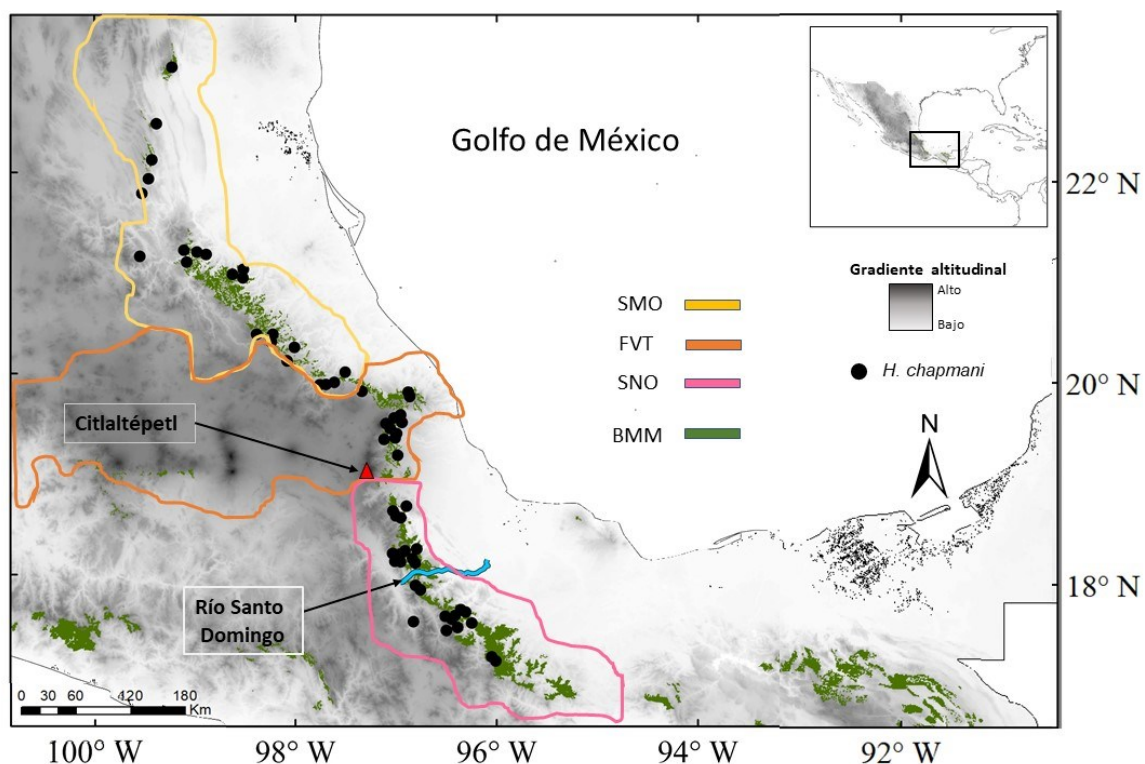 Golfo de México
22° N
Gradiente altitudinal
Alto
Bajo
SMO
FVT
SNO
BMM
H. chapmani
20° N
N
Citlaltépetl
18° N
Río Santo
Domingo
0 30 60 420 180
Km
100° W 98° W 96° W 94° W 92° W